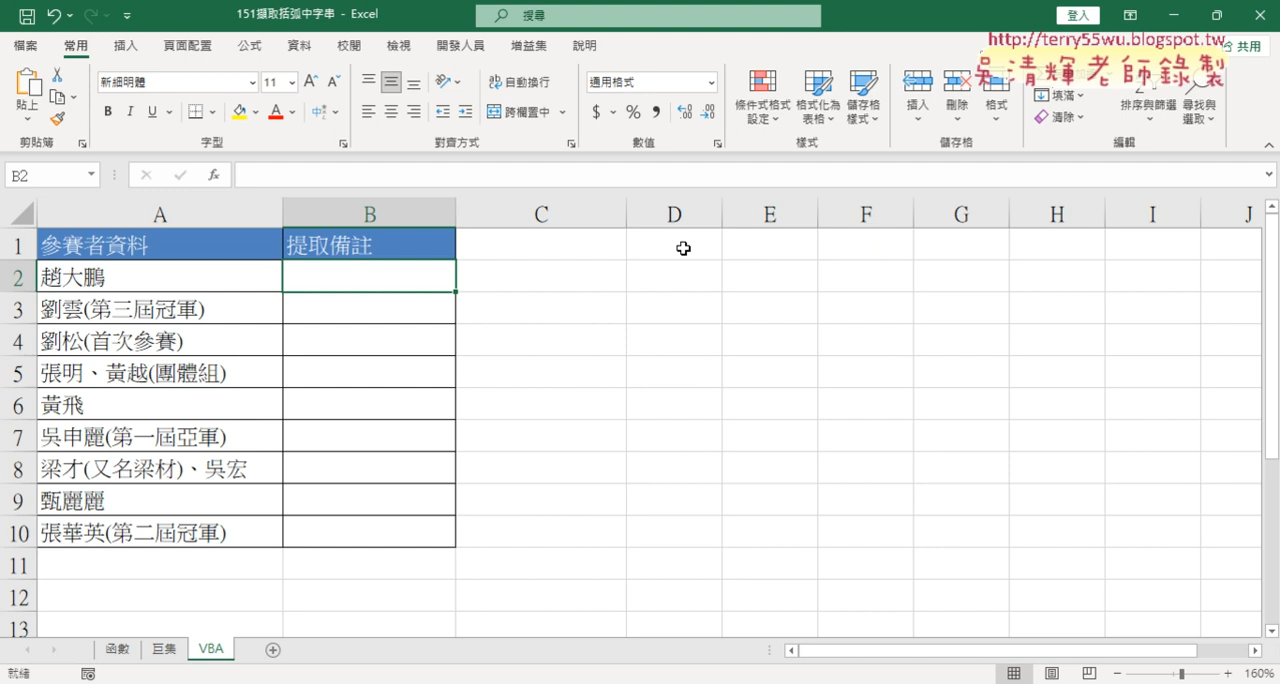 151擷取括弧中字串 - Excel
搜尋
登入
檔案 常用 插入 頁面配置 公式 資料 校閱 檢視 開發人員 增益集 說明
http://terry55wu.blogspot.tw
共用
吳清輝老師錄製
貼上
新細明體 11
自動換行
通用格式
跨欄置中
條件式格式設定
格式化為表格
儲存格樣式
插入 刪除 格式
填滿
清除
排序與篩選
尋找與選取
剪貼簿 字型 對齊方式 數值 樣式 儲存格 編輯
B2
fx
A B C D E F G H I J
1 參賽者資料 提取備註
2 趙大鵬
3 劉雲(第三屆冠軍)
4 劉松(首次參賽)
5 張明、黃越(團體組)
6 黃飛
7 吳申麗(第一屆亞軍)
8 梁才(又名梁材)、吳宏
9 甄麗麗
10 張華英(第二屆冠軍)
11
12
13
函數 巨集 VBA
就緒
160%